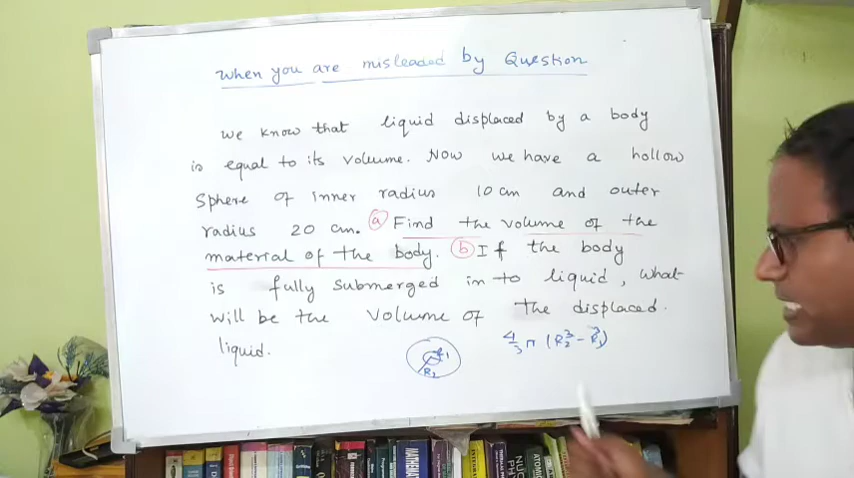 When you are misleaded by Question
We know that liquid displaced by a body
is equal to its volume. Now we have a hollow
Sphere of inner radius 10 cm and outer
radius 20 cm. (a) Find the volume of the
material of the body. (b) If the body
is fully submerged in to liquid, what
will be the volume of the displaced.
liquid.
R1
R2
4/3 π (R2³ - R1³)
MATHEMATICS